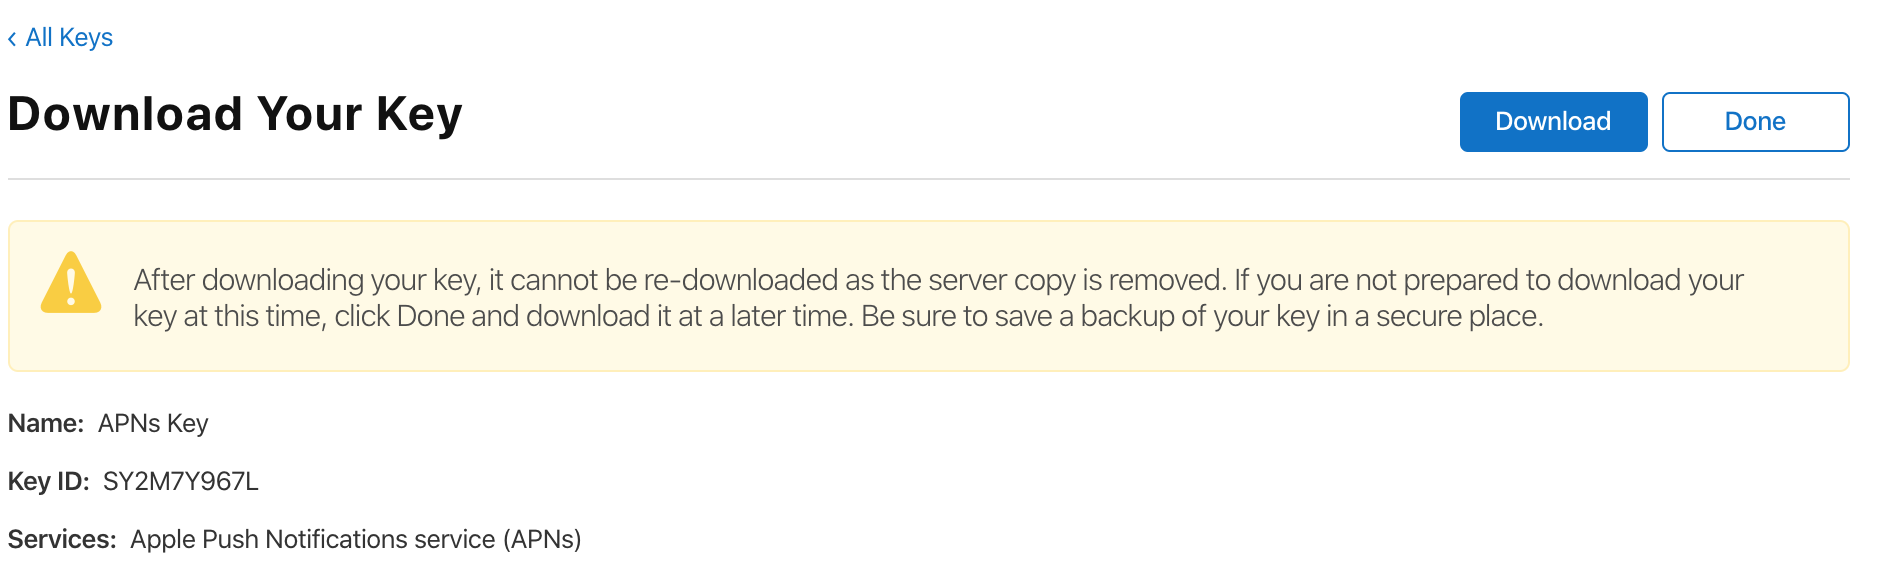 ‹ All Keys
Download Your Key
Download
Done
After downloading your key, it cannot be re-downloaded as the server copy is removed. If you are not prepared to download your
key at this time, click Done and download it at a later time. Be sure to save a backup of your key in a secure place.
Name: APNs Key
Key ID: SY2M7Y967L
Services: Apple Push Notifications service (APNs)